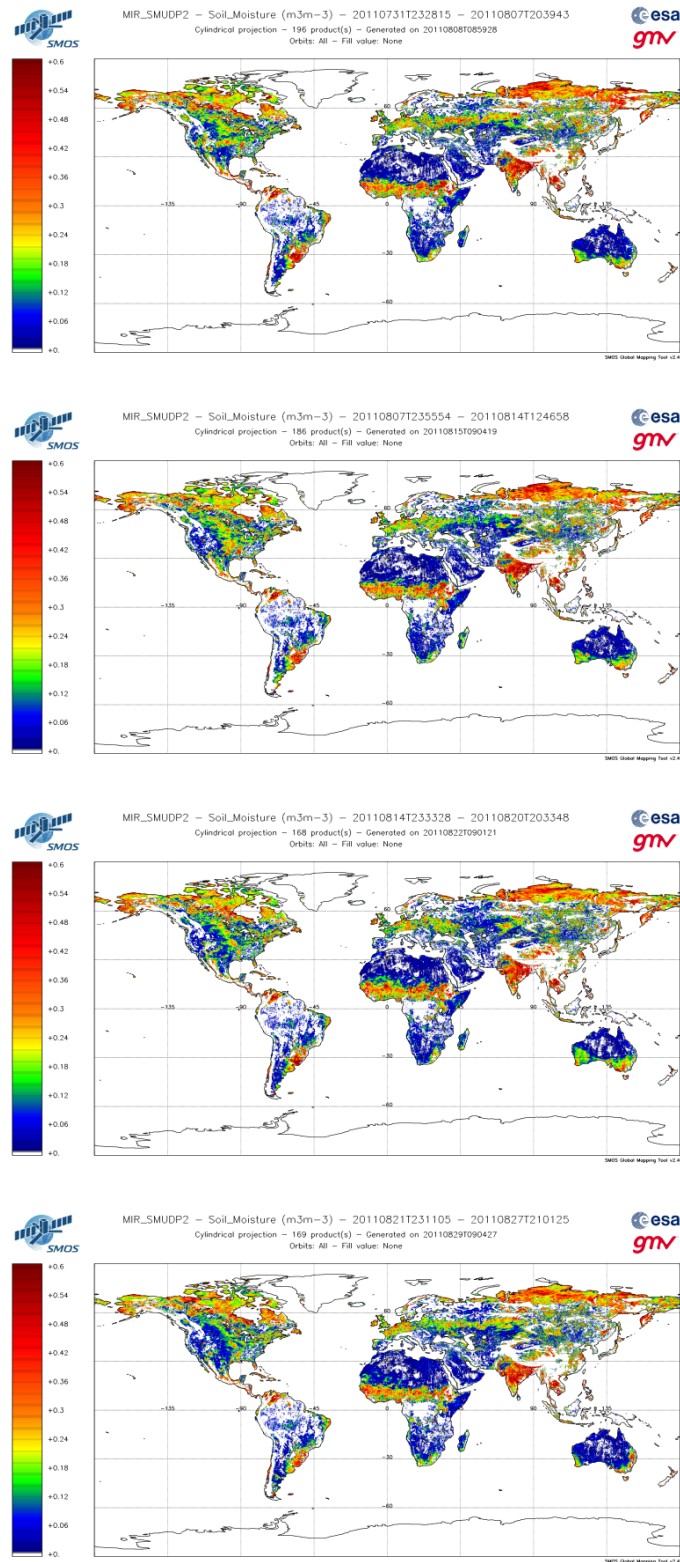 MIR_SMUDP2 - Soil_Moisture (m3m-3) - 20110731T232815 - 20110807T203943
Cylindrical projection - 196 product(s) - Generated on 20110808T085928
Orbits: All - Fill value: None
SMOS
esa
gmv
+0.6
+0.54
+0.48
+0.42
+0.36
+0.3
+0.24
+0.18
+0.12
+0.06
+0.
60
-135
-90
-45
90
-30
-60
SMOS Global Mapping Tool v2.4
MIR_SMUDP2 - Soil_Moisture (m3m-3) - 20110807T235554 - 20110814T124658
Cylindrical projection - 186 product(s) - Generated on 20110815T090419
Orbits: All - Fill value: None
SMOS
esa
gmv
+0.6
+0.54
+0.48
+0.42
+0.36
+0.3
+0.24
+0.18
+0.12
+0.06
+0.
60
-135
-90
-45
90
-30
-60
SMOS Global Mapping Tool v2.4
MIR_SMUDP2 - Soil_Moisture (m3m-3) - 20110814T233328 - 20110820T203348
Cylindrical projection - 168 product(s) - Generated on 20110822T090121
Orbits: All - Fill value: None
SMOS
esa
gmv
+0.6
+0.54
+0.48
+0.42
+0.36
+0.3
+0.24
+0.18
+0.12
+0.06
+0.
60
-135
-90
-45
90
-30
-60
SMOS Global Mapping Tool v2.4
MIR_SMUDP2 - Soil_Moisture (m3m-3) - 20110821T231105 - 20110827T210125
Cylindrical projection - 169 product(s) - Generated on 20110829T090427
Orbits: All - Fill value: None
SMOS
esa
gmv
+0.6
+0.54
+0.48
+0.42
+0.36
+0.3
+0.24
+0.18
+0.12
+0.06
+0.
60
-135
-90
-45
90
-30
-60
SMOS Global Mapping Tool v2.4